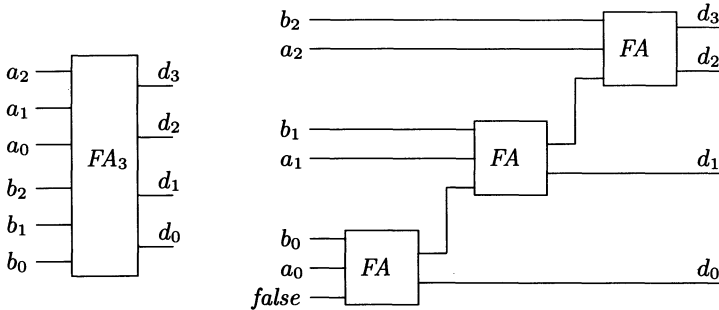 a₂
a₁
a₀
b₂
b₁
b₀
FA₃
d₃
d₂
d₁
d₀
b₂
a₂
FA
d₃
d₂
b₁
a₁
FA
d₁
b₀
a₀
false
FA
d₀